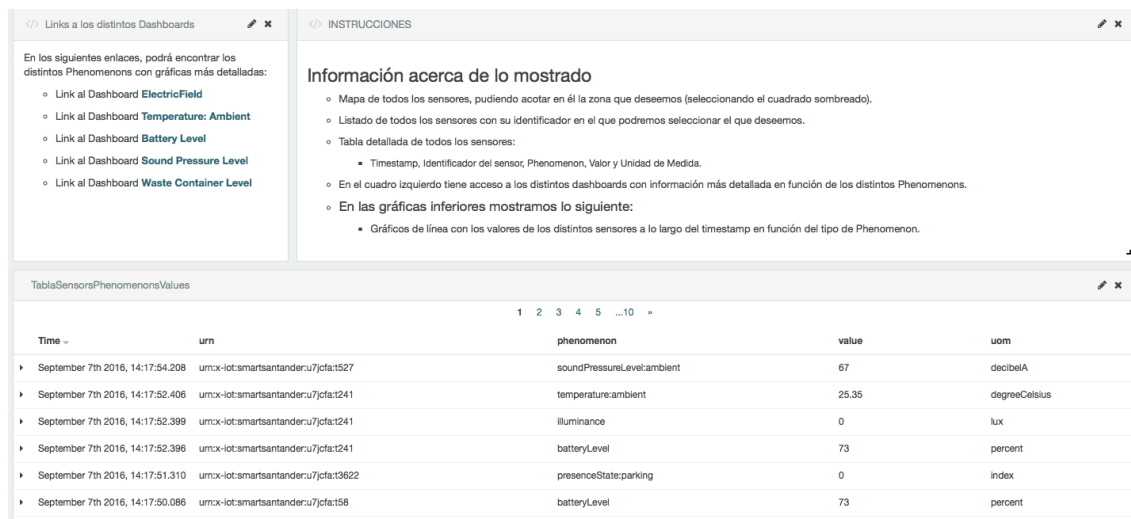 </> Links a los distintos Dashboards
En los siguientes enlaces, podrá encontrar los
distintos Phenomenons con gráficas más detalladas:
Link al Dashboard ElectricField
Link al Dashboard Temperature: Ambient
Link al Dashboard Battery Level
Link al Dashboard Sound Pressure Level
Link al Dashboard Waste Container Level
</> INSTRUCCIONES
Información acerca de lo mostrado
Mapa de todos los sensores, pudiendo acotar en él la zona que deseemos (seleccionando el cuadrado sombreado).
Listado de todos los sensores con su identificador en el que podremos seleccionar el que deseemos.
Tabla detallada de todos los sensores:
Timestamp, Identificador del sensor, Phenomenon, Valor y Unidad de Medida.
En el cuadro izquierdo tiene acceso a los distintos dashboards con información más detallada en función de los distintos Phenomenons.
En las gráficas inferiores mostramos lo siguiente:
Gráficos de línea con los valores de los distintos sensores a lo largo del timestamp en función del tipo de Phenomenon.
TablaSensorsPhenomenonsValues
1 2 3 4 5 ...10 »
Time urn phenomenon value uom
September 7th 2016, 14:17:54.208 urn:x-iot:smartsantander:u7jcfa:t527 soundPressureLevel:ambient 67 decibelA
September 7th 2016, 14:17:52.406 urn:x-iot:smartsantander:u7jcfa:t241 temperature:ambient 25.35 degreeCelsius
September 7th 2016, 14:17:52.399 urn:x-iot:smartsantander:u7jcfa:t241 illuminance 0 lux
September 7th 2016, 14:17:52.396 urn:x-iot:smartsantander:u7jcfa:t241 batteryLevel 73 percent
September 7th 2016, 14:17:51.310 urn:x-iot:smartsantander:u7jcfa:t3622 presenceState:parking 0 index
September 7th 2016, 14:17:50.086 urn:x-iot:smartsantander:u7jcfa:t58 batteryLevel 73 percent